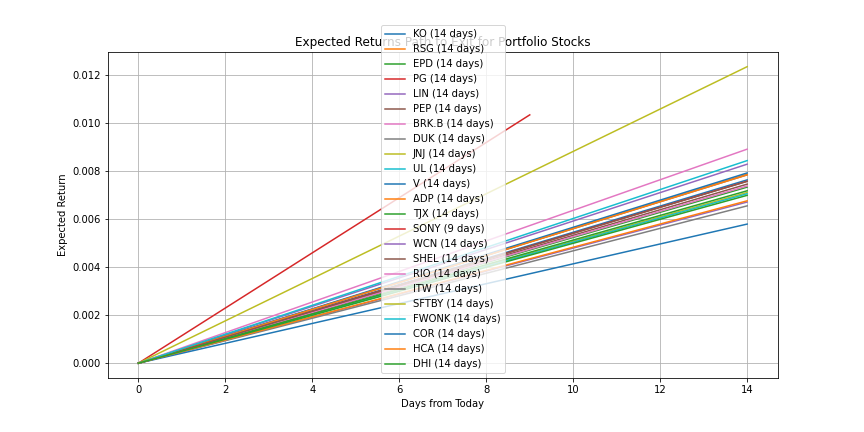 Expected Returns Path to Exit for Portfolio Stocks
KO (14 days)
RSG (14 days)
EPD (14 days)
PG (14 days)
LIN (14 days)
PEP (14 days)
BRK.B (14 days)
DUK (14 days)
JNJ (14 days)
UL (14 days)
V (14 days)
ADP (14 days)
TJX (14 days)
SONY (9 days)
WCN (14 days)
SHEL (14 days)
RIO (14 days)
ITW (14 days)
SFTBY (14 days)
FWONK (14 days)
COR (14 days)
HCA (14 days)
DHI (14 days)
Expected Return
0.012
0.010
0.008
0.006
0.004
0.002
0.000
0 2 4 6 8 10 12 14
Days from Today